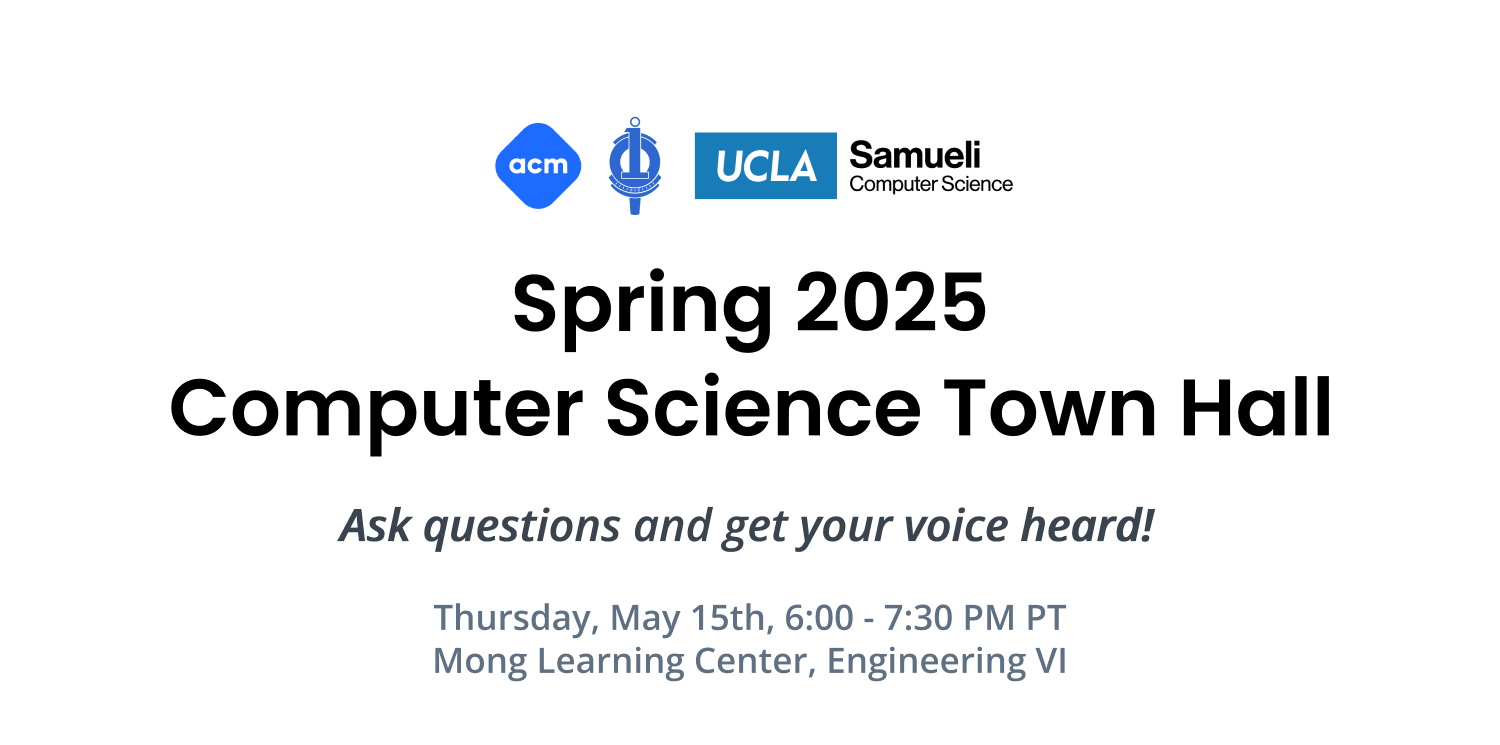 acm
UCLA Samueli
Computer Science
Spring 2025
Computer Science Town Hall
Ask questions and get your voice heard!
Thursday, May 15th, 6:00 - 7:30 PM PT
Mong Learning Center, Engineering VI